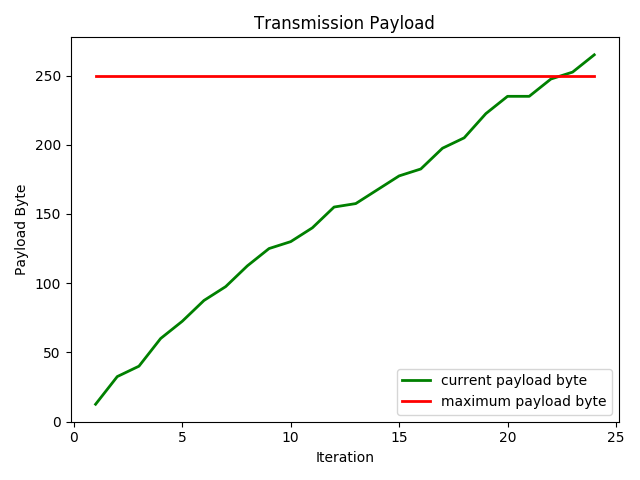 Transmission Payload
Payload Byte
250
200
150
100
50
0
0 5 10 15 20 25
Iteration
current payload byte
maximum payload byte